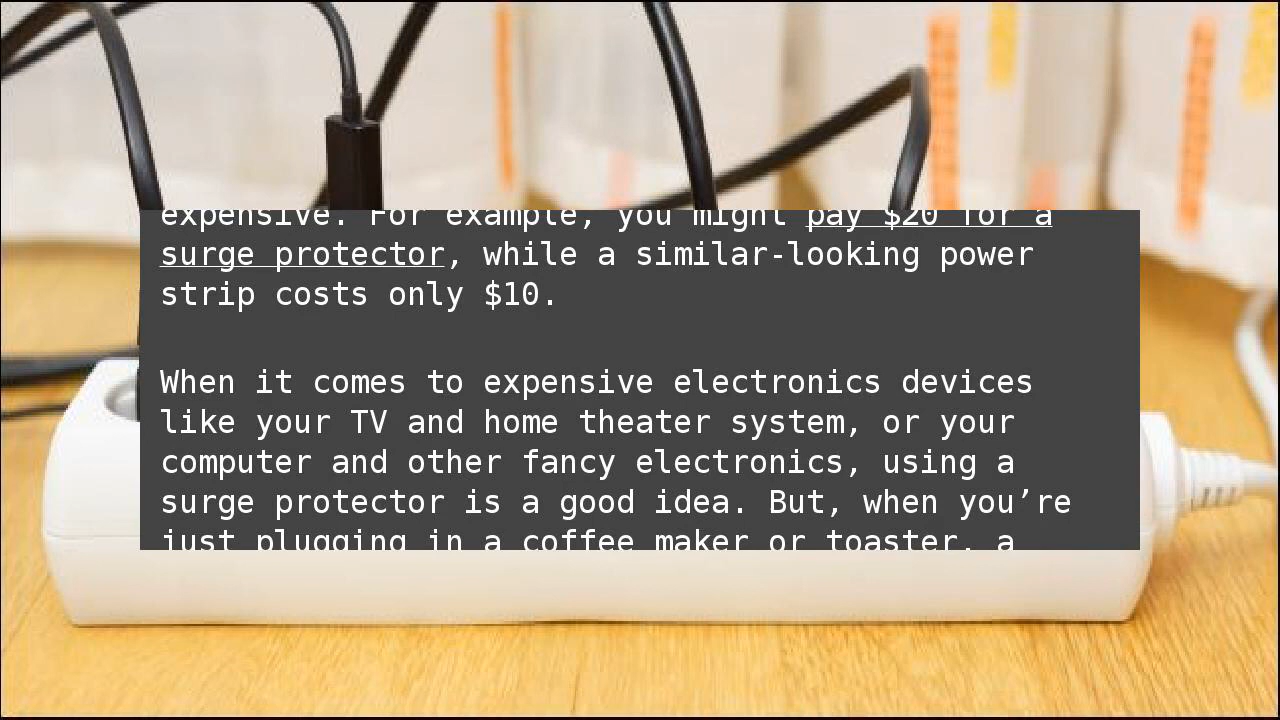 expensive. For example, you might pay $20 for a
surge protector, while a similar-looking power
strip costs only $10.
When it comes to expensive electronics devices
like your TV and home theater system, or your
computer and other fancy electronics, using a
surge protector is a good idea. But, when you’re
just plugging in a coffee maker or toaster, a